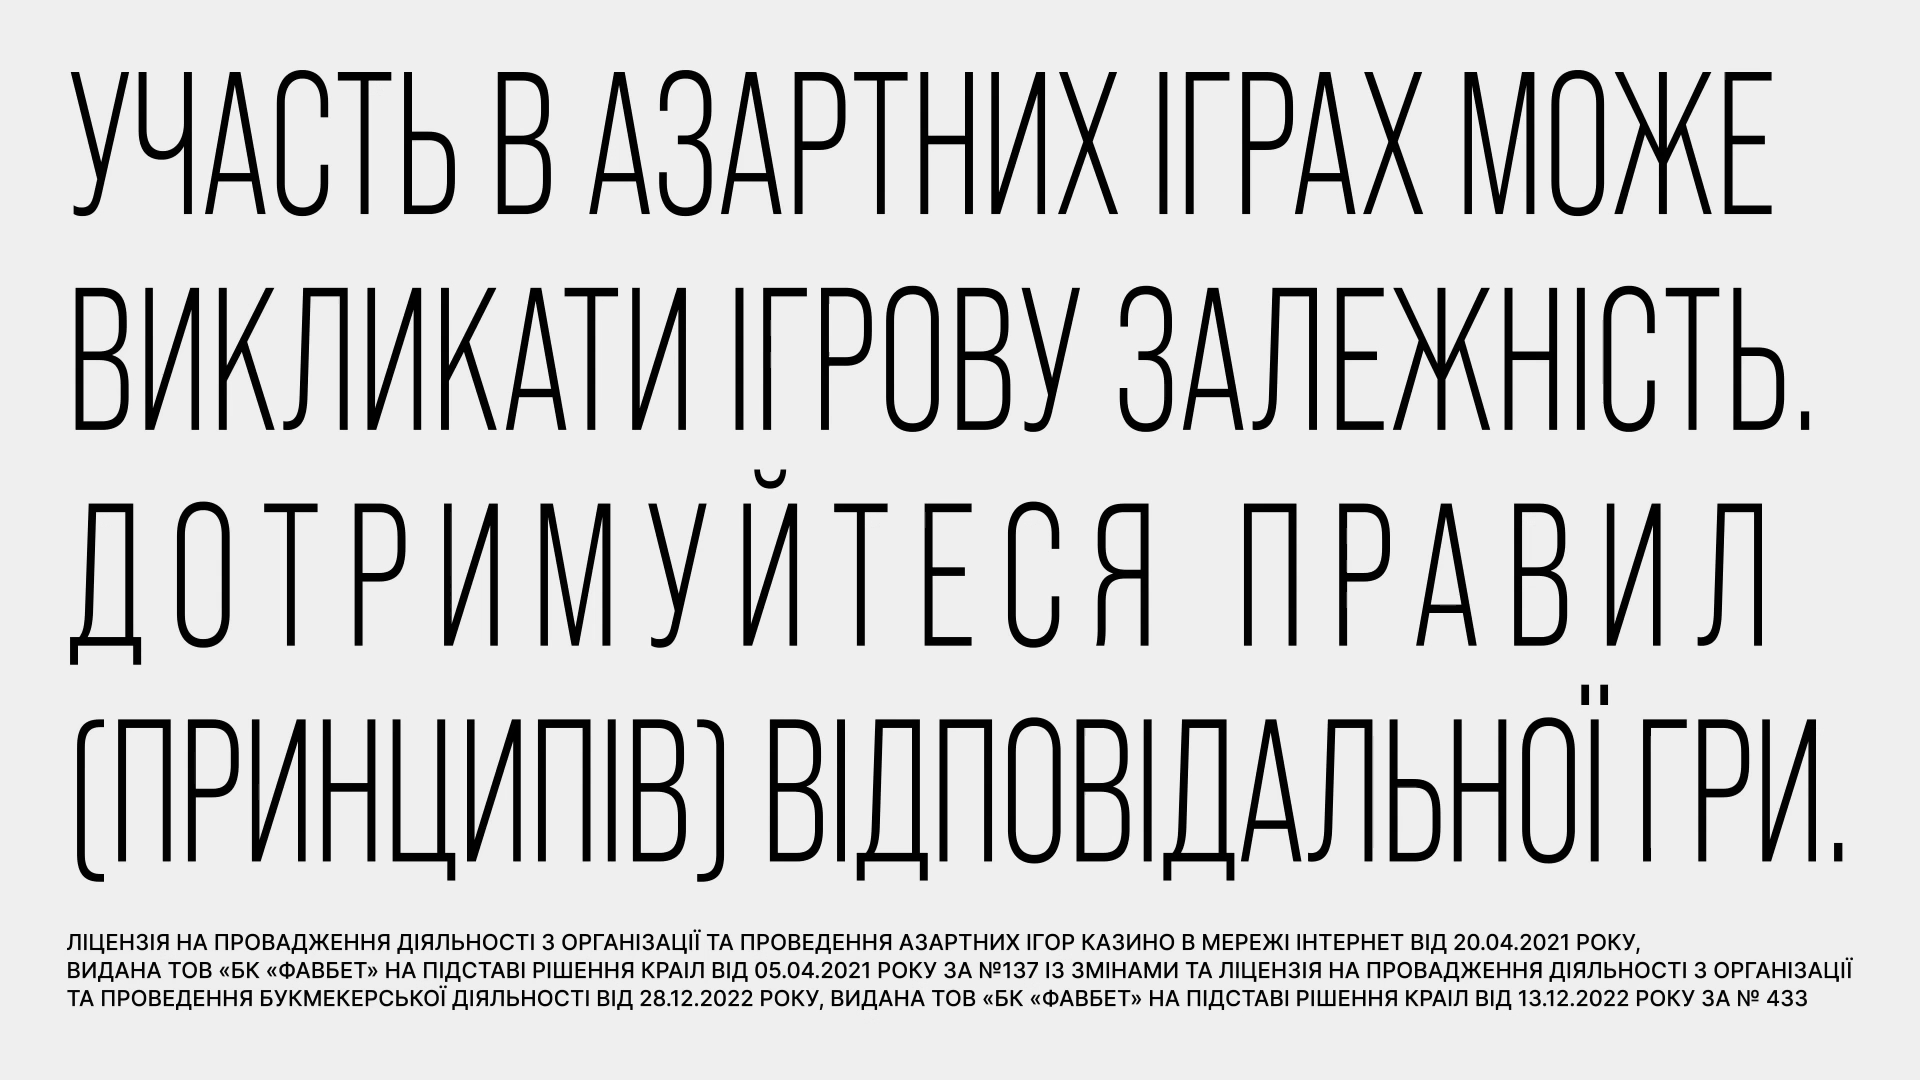 УЧАСТЬ В АЗАРТНИХ ІГРАХ МОЖЕ
ВИКЛИКАТИ ІГРОВУ ЗАЛЕЖНІСТЬ.
ДОТРИМУЙТЕСЯ ПРАВИЛ
(ПРИНЦИПІВ) ВІДПОВІДАЛЬНОЇ ГРИ.
ЛІЦЕНЗІЯ НА ПРОВАДЖЕННЯ ДІЯЛЬНОСТІ З ОРГАНІЗАЦІЇ ТА ПРОВЕДЕННЯ АЗАРТНИХ ІГОР КАЗИНО В МЕРЕЖІ ІНТЕРНЕТ ВІД 20.04.2021 РОКУ,
ВИДАНА ТОВ «БК «ФАВБЕТ» НА ПІДСТАВІ РІШЕННЯ КРАІЛ ВІД 05.04.2021 РОКУ ЗА №137 ІЗ ЗМІНАМИ ТА ЛІЦЕНЗІЯ НА ПРОВАДЖЕННЯ ДІЯЛЬНОСТІ З ОРГАНІЗАЦІЇ
ТА ПРОВЕДЕННЯ БУКМЕКЕРСЬКОЇ ДІЯЛЬНОСТІ ВІД 28.12.2022 РОКУ, ВИДАНА ТОВ «БК «ФАВБЕТ» НА ПІДСТАВІ РІШЕННЯ КРАІЛ ВІД 13.12.2022 РОКУ ЗА № 433